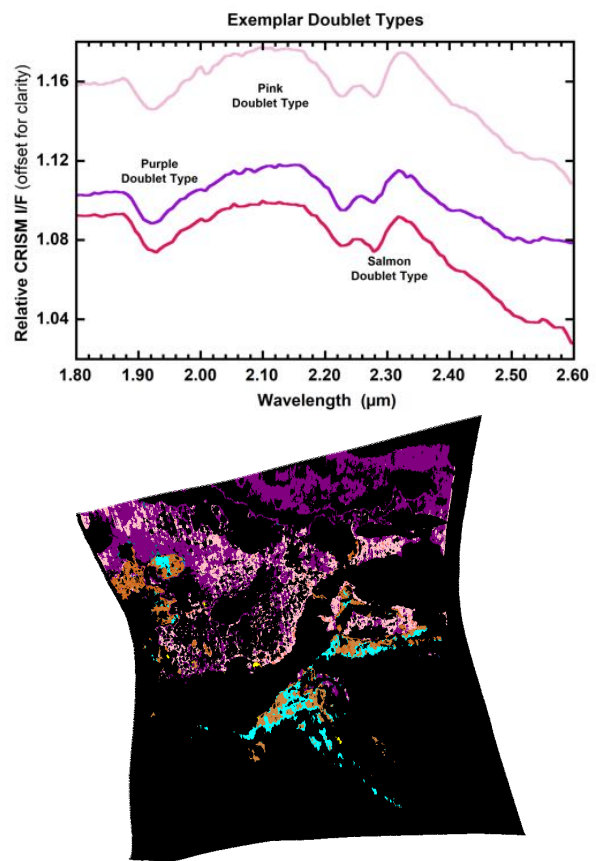 Exemplar Doublet Types
Relative CRISM I/F (offset for clarity)
1.16
1.12
1.08
1.04
Pink
Doublet Type
Purple
Doublet Type
Salmon
Doublet Type
1.80 1.90 2.00 2.10 2.20 2.30 2.40 2.50 2.60
Wavelength (µm)